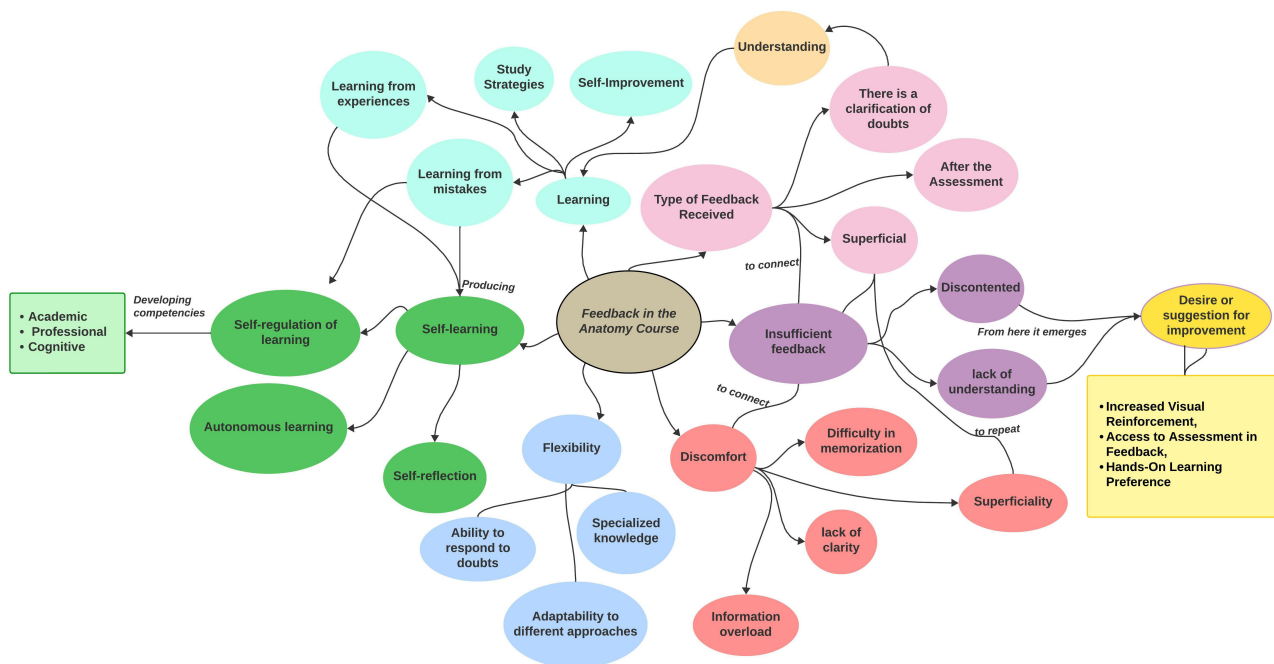 Understanding
Learning from
experiences
Study
Strategies
Self-Improvement
There is a
clarification of
doubts
Learning from
mistakes
Learning
Type of Feedback
Received
After the
Assessment
Superficial
to connect
Developing
competencies
• Academic
• Professional
• Cognitive
Self-regulation of
learning
Producing
Self-learning
Feedback in the
Anatomy Course
Insufficient
feedback
Discontented
From here it emerges
Desire or
suggestion for
improvement
lack of
understanding
to connect
Autonomous learning
Self-reflection
Flexibility
Discomfort
Difficulty in
memorization
to repeat
• Increased Visual
Reinforcement,
• Access to Assessment in
Feedback,
• Hands-On Learning
Preference
Superficiality
Ability to
respond to
doubts
Specialized
knowledge
lack of
clarity
Adaptability to
different approaches
Information
overload